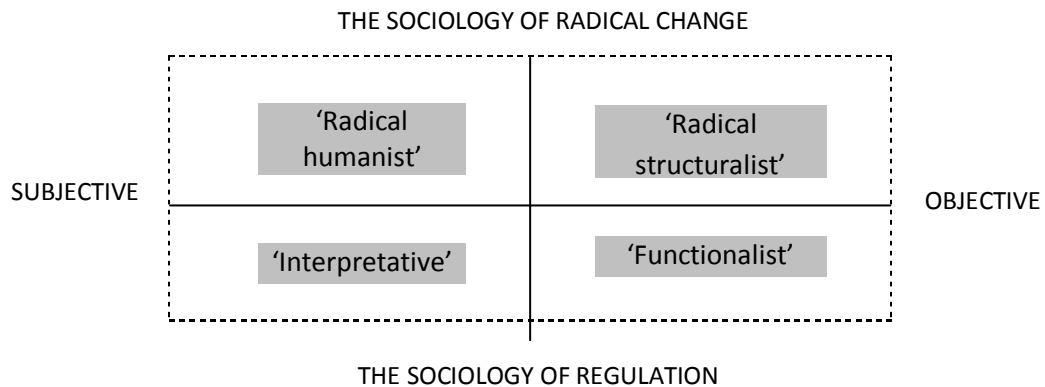 THE SOCIOLOGY OF RADICAL CHANGE
‘Radical
humanist’
‘Radical
structuralist’
SUBJECTIVE
OBJECTIVE
‘Interpretative’
‘Functionalist’
THE SOCIOLOGY OF REGULATION